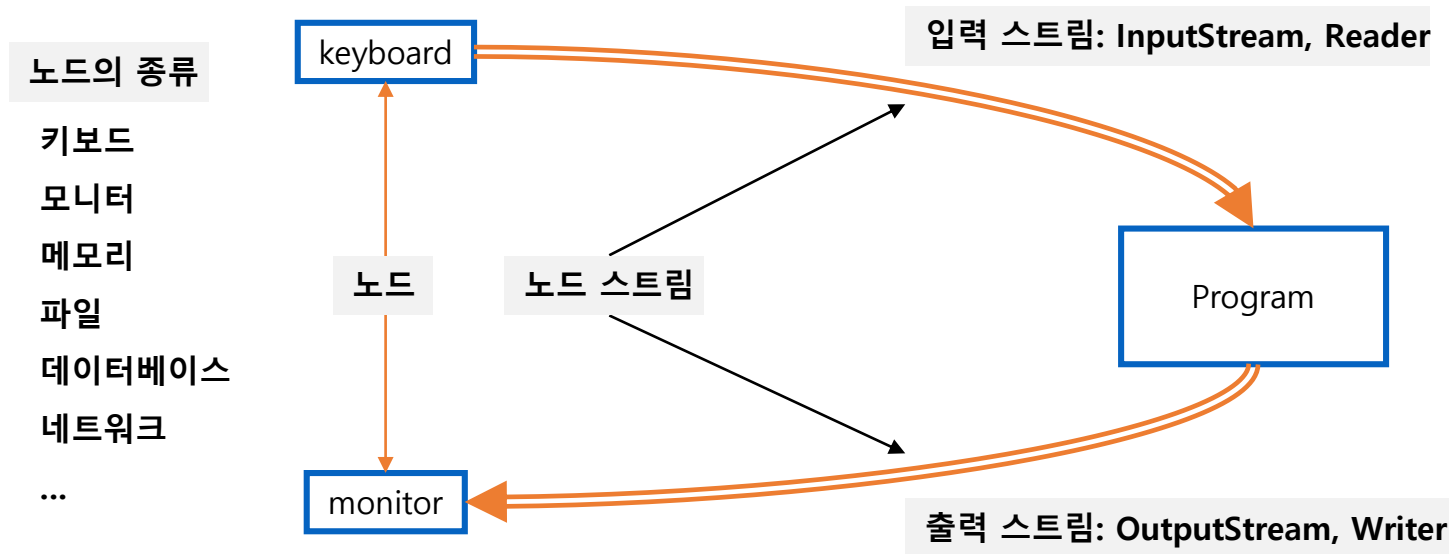 노드의 종류
키보드
모니터
메모리
파일
데이터베이스
네트워크
...
keyboard
노드
monitor
노드 스트림
입력 스트림: InputStream, Reader
Program
출력 스트림: OutputStream, Writer